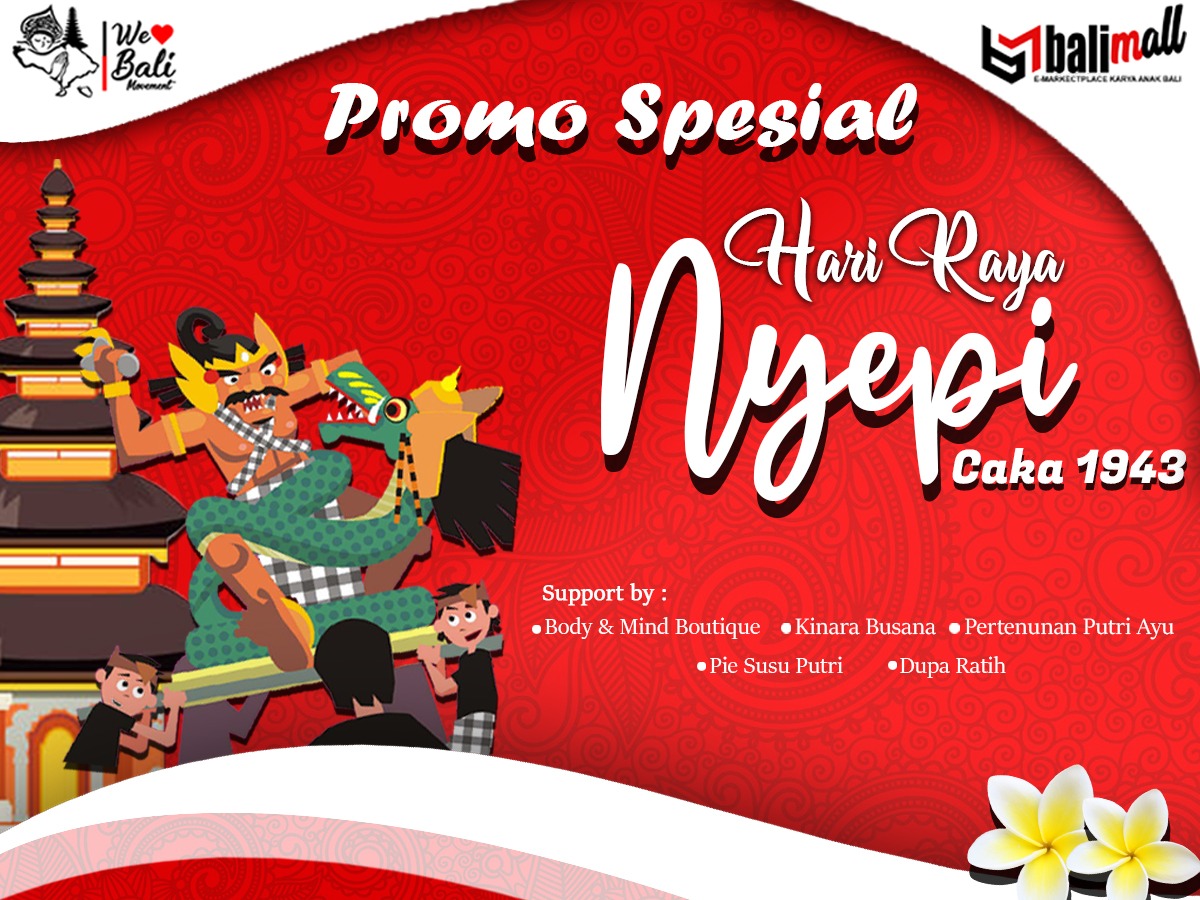 We
Bali
Movement
balimall
E-MARKECTPLACE KARYA ANAK BALI
Promo Spesial
Hari Raya
Nyepi
Caka 1943
Support by :
•Body & Mind Boutique •Kinara Busana •Pertenunan Putri Ayu
•Pie Susu Putri •Dupa Ratih